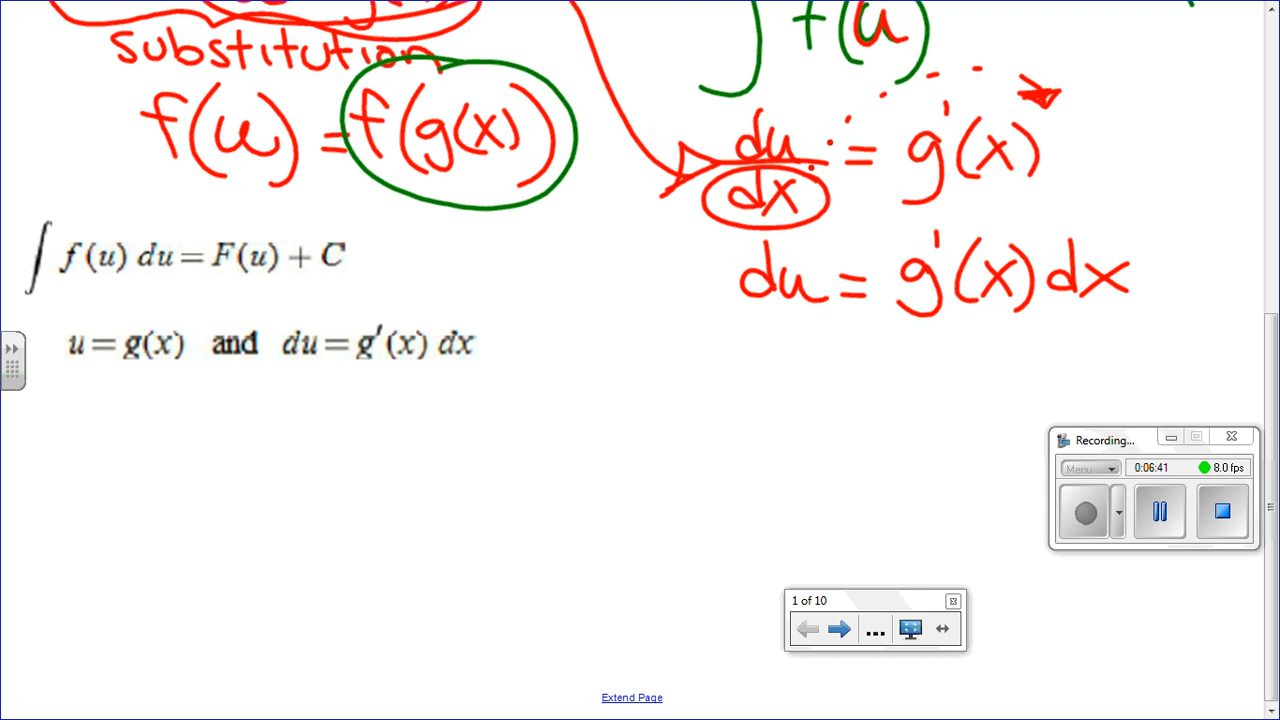 ∫ f(u)
substitution
f(u) = f(g(x))
du/dx = g'(x)
du = g'(x) dx
∫ f(u) du = F(u) + C
u = g(x) and du = g'(x) dx
Recording...
Menu
0:06:41
8.0 fps
1 of 10
...
Extend Page